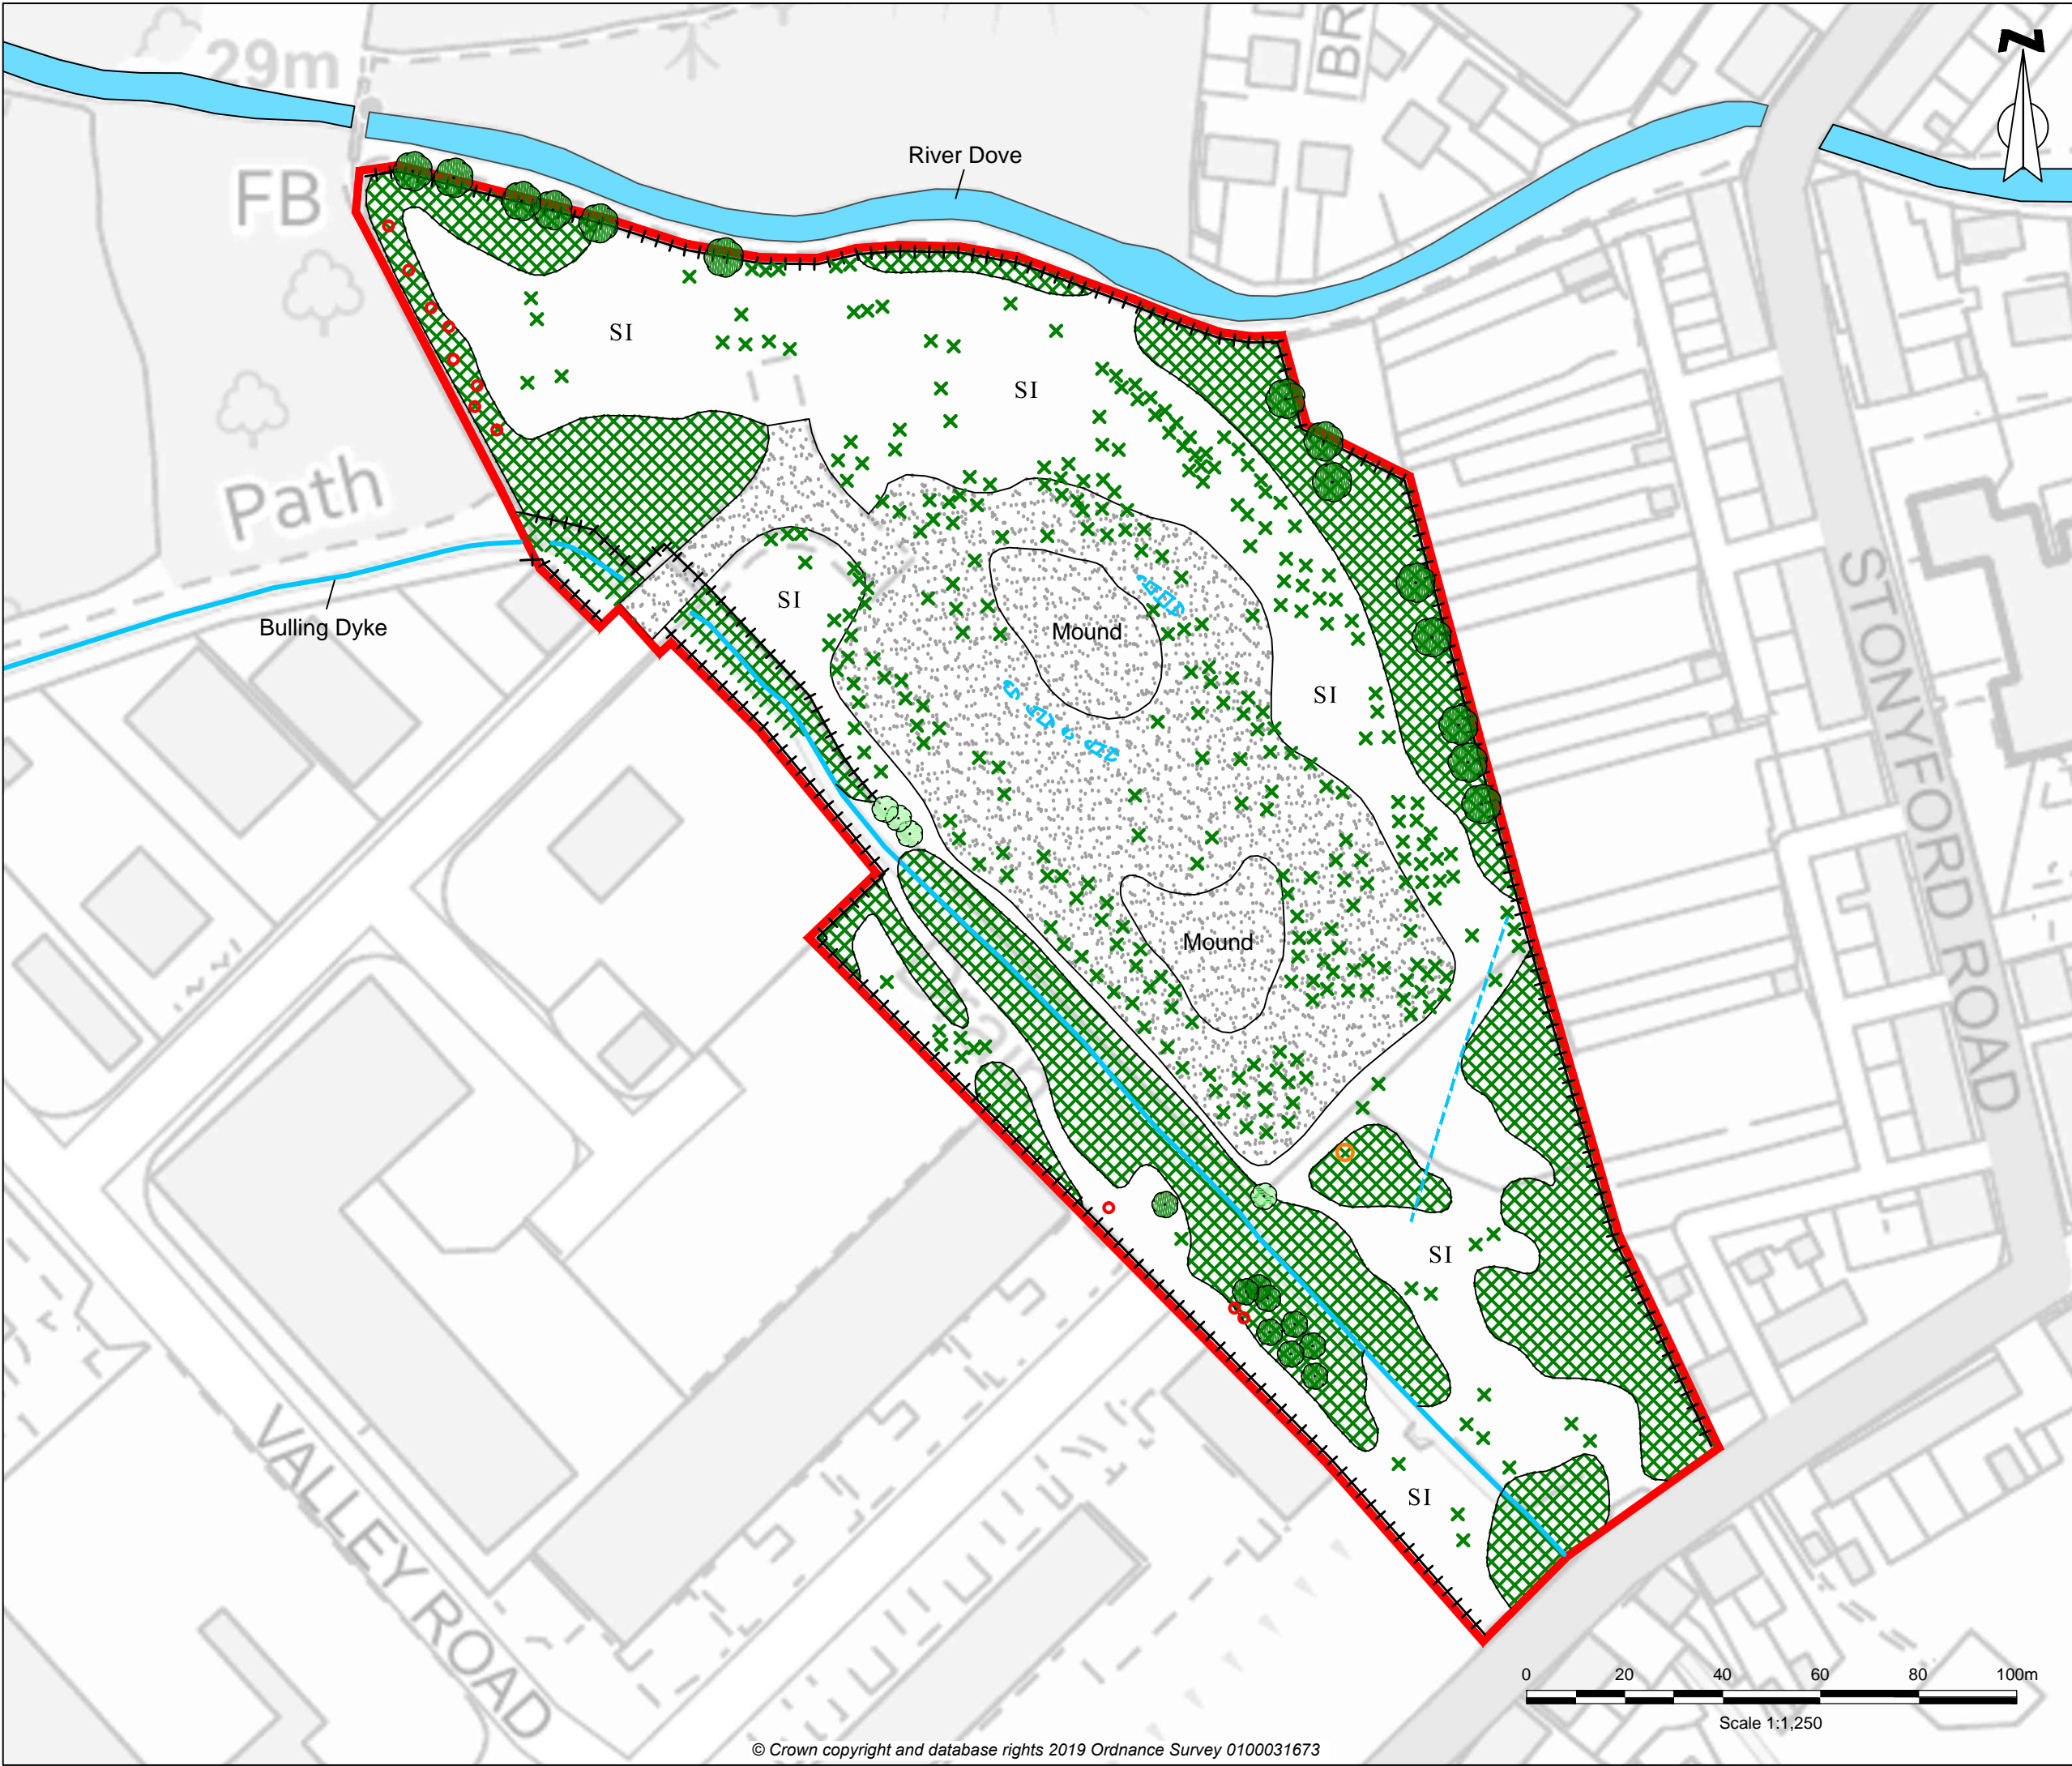 29m
BR
N
River Dove
FB
SI
SI
Path
STONYFORD ROAD
SI
Bulling Dyke
Mound
SI
Mound
SI
SI
VALLEY ROAD
0 20 40 60 80 100m
Scale 1:1,250
© Crown copyright and database rights 2019 Ordnance Survey 0100031673